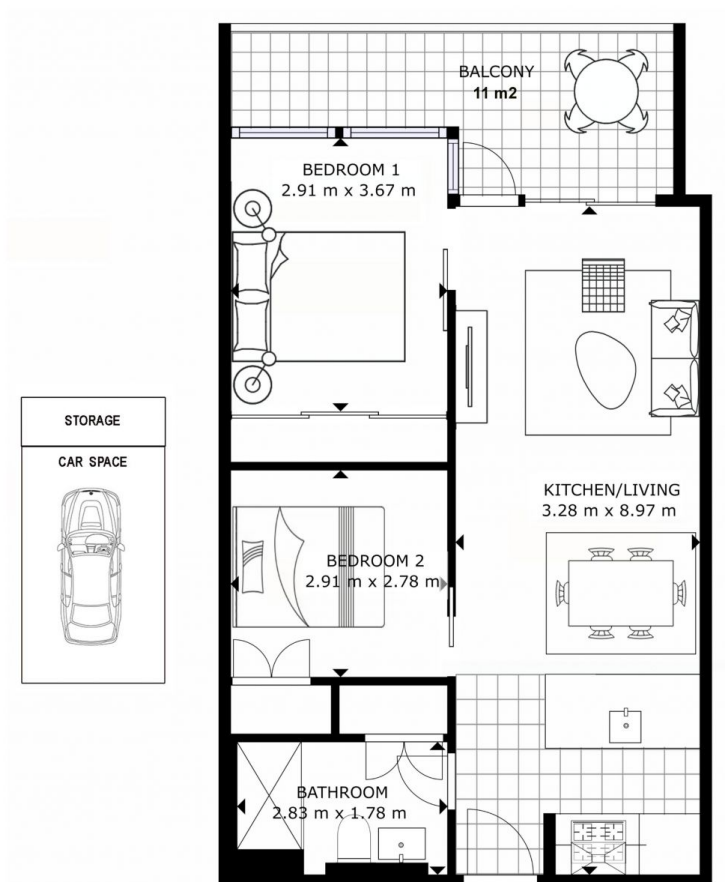 BALCONY
11 m2
BEDROOM 1
2.91 m x 3.67 m
STORAGE
CAR SPACE
KITCHEN/LIVING
3.28 m x 8.97 m
BEDROOM 2
2.91 m x 2.78 m
BATHROOM
2.83 m x 1.78 m